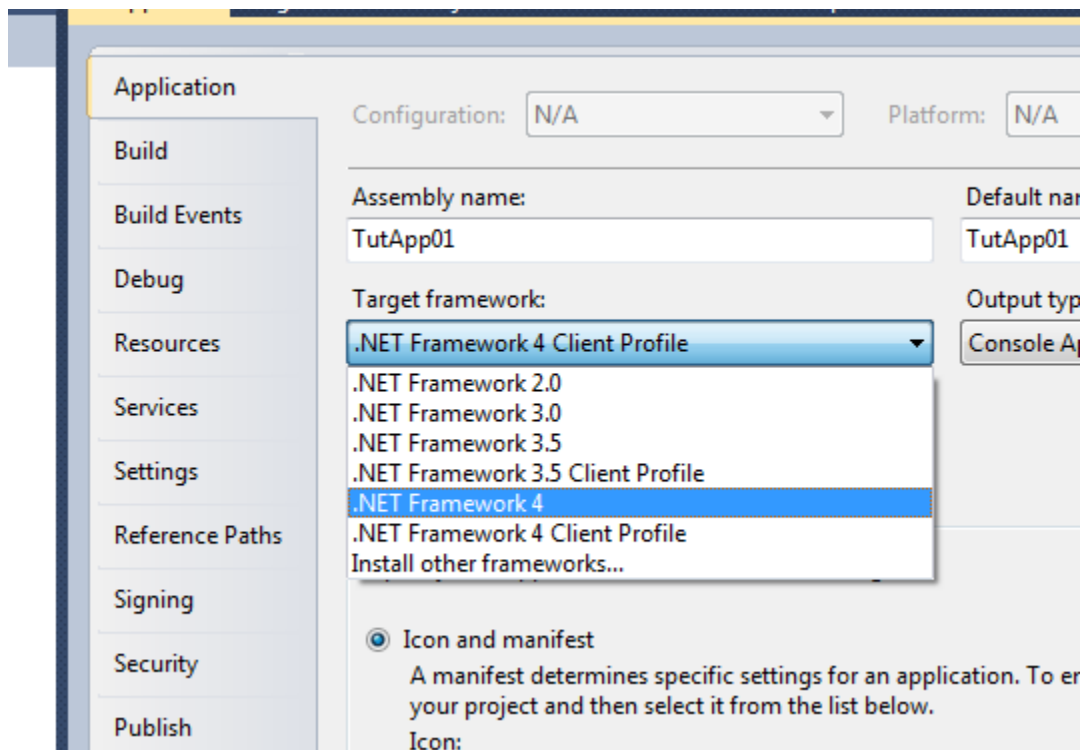 Application
Configuration: N/A Platform: N/A
Build
Assembly name: Default
Build Events
TutApp01 TutApp01
Debug
Target framework: Output
Resources
.NET Framework 4 Client Profile Console
.NET Framework 2.0
Services
.NET Framework 3.0
.NET Framework 3.5
Settings
.NET Framework 3.5 Client Profile
.NET Framework 4
Reference Paths
.NET Framework 4 Client Profile
Install other frameworks...
Signing
Icon and manifest
Security
A manifest determines specific settings for an application. To
your project and then select it from the list below.
Publish
Icon: